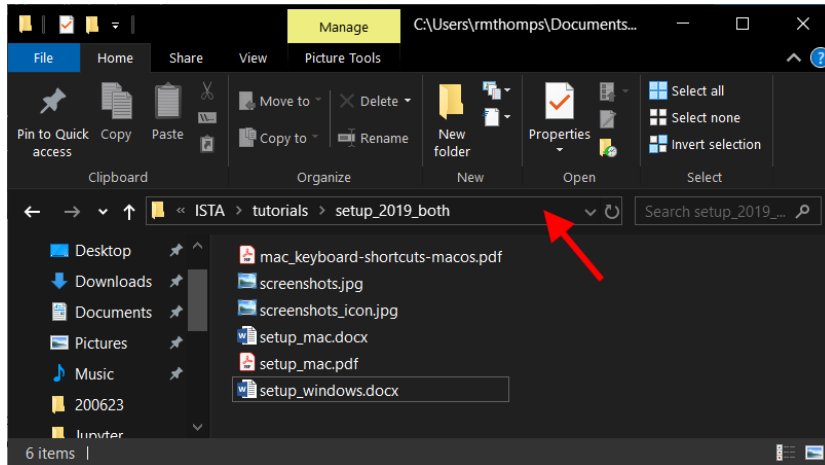 Manage
C:\Users\rmthomps\Documents...
File
Home
Share
View
Picture Tools
?
Pin to Quick access
Copy
Paste
Move to
Copy to
Delete
Rename
New folder
Properties
Select all
Select none
Invert selection
Clipboard
Organize
New
Open
Select
« ISTA > tutorials > setup_2019_both
Search setup_2019_...
Desktop
Downloads
Documents
Pictures
Music
200623
Jupyter
mac_keyboard-shortcuts-macos.pdf
screenshots.jpg
screenshots_icon.jpg
setup_mac.docx
setup_mac.pdf
setup_windows.docx
6 items